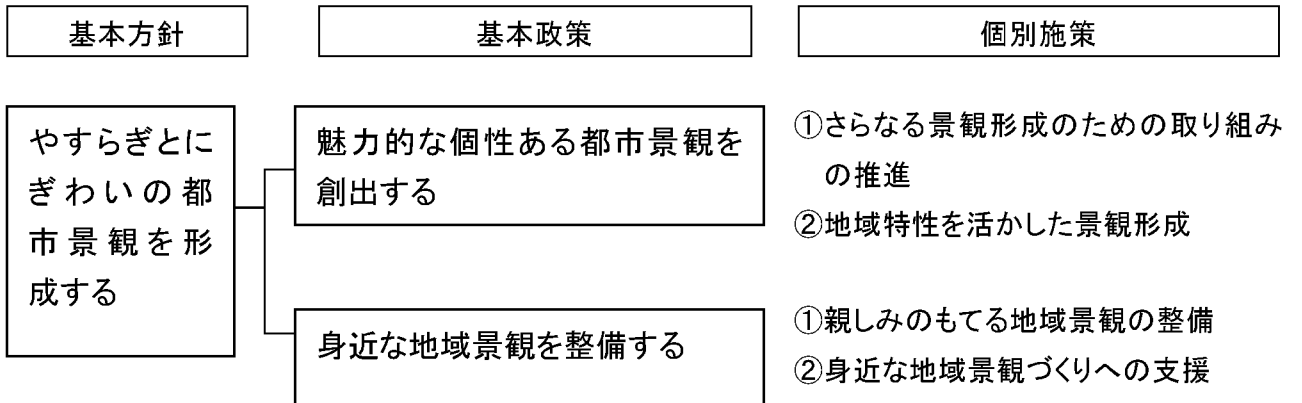 基本方針
基本政策
個別施策
やすらぎとに
ぎわいの都
市景観を形
成する
魅力的な個性ある都市景観を
創出する
①さらなる景観形成のための取り組み
の推進
②地域特性を活かした景観形成
身近な地域景観を整備する
①親しみのもてる地域景観の整備
②身近な地域景観づくりへの支援